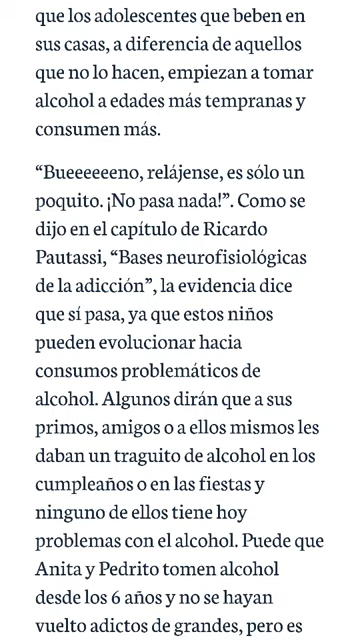 que los adolescentes que beben en
sus casas, a diferencia de aquellos
que no lo hacen, empiezan a tomar
alcohol a edades más tempranas y
consumen más.
“Bueeeeeeno, relájense, es sólo un
poquito. ¡No pasa nada!”. Como se
dijo en el capítulo de Ricardo
Pautassi, “Bases neurofisiológicas
de la adicción”, la evidencia dice
que sí pasa, ya que estos niños
pueden evolucionar hacia
consumos problemáticos de
alcohol. Algunos dirán que a sus
primos, amigos o a ellos mismos les
daban un traguito de alcohol en los
cumpleaños o en las fiestas y
ninguno de ellos tiene hoy
problemas con el alcohol. Puede que
Anita y Pedrito tomen alcohol
desde los 6 años y no se hayan
vuelto adictos de grandes, pero es